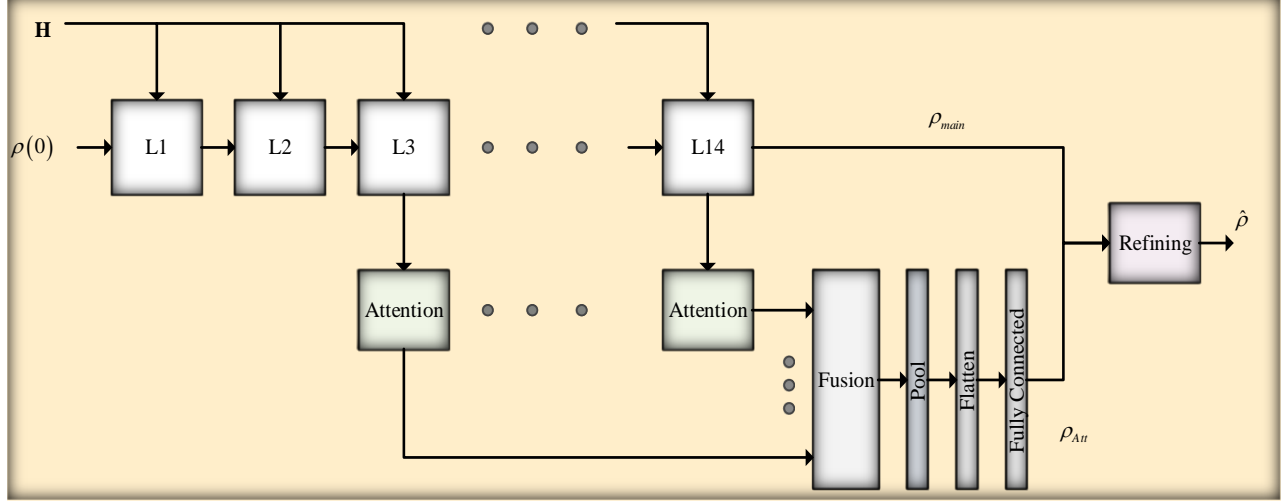 H
ρ(0)
L1
L2
L3
L14
ρ_main
Refining
ρ̂
Attention
Attention
Fusion
Pool
Flatten
Fully Connected
ρ_Att